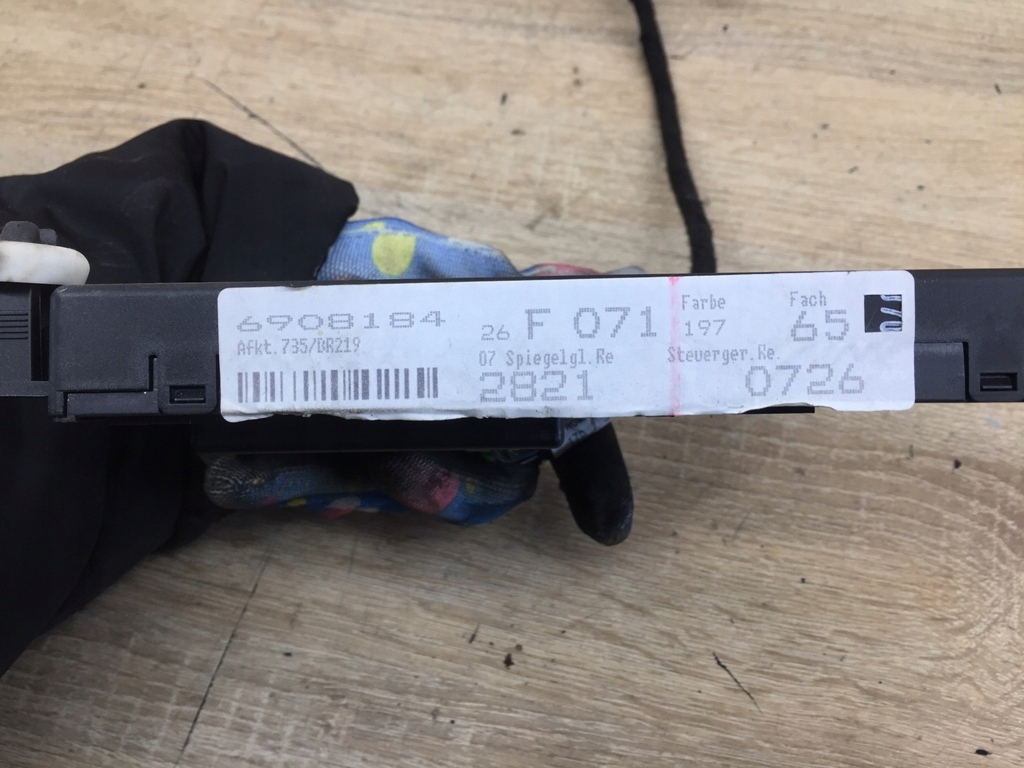 6908184 26 F 071 Farbe 197 Fach 65
Afkt.735/BR219 07 Spiegelgl.Re Steuerger.Re.
2821 0726